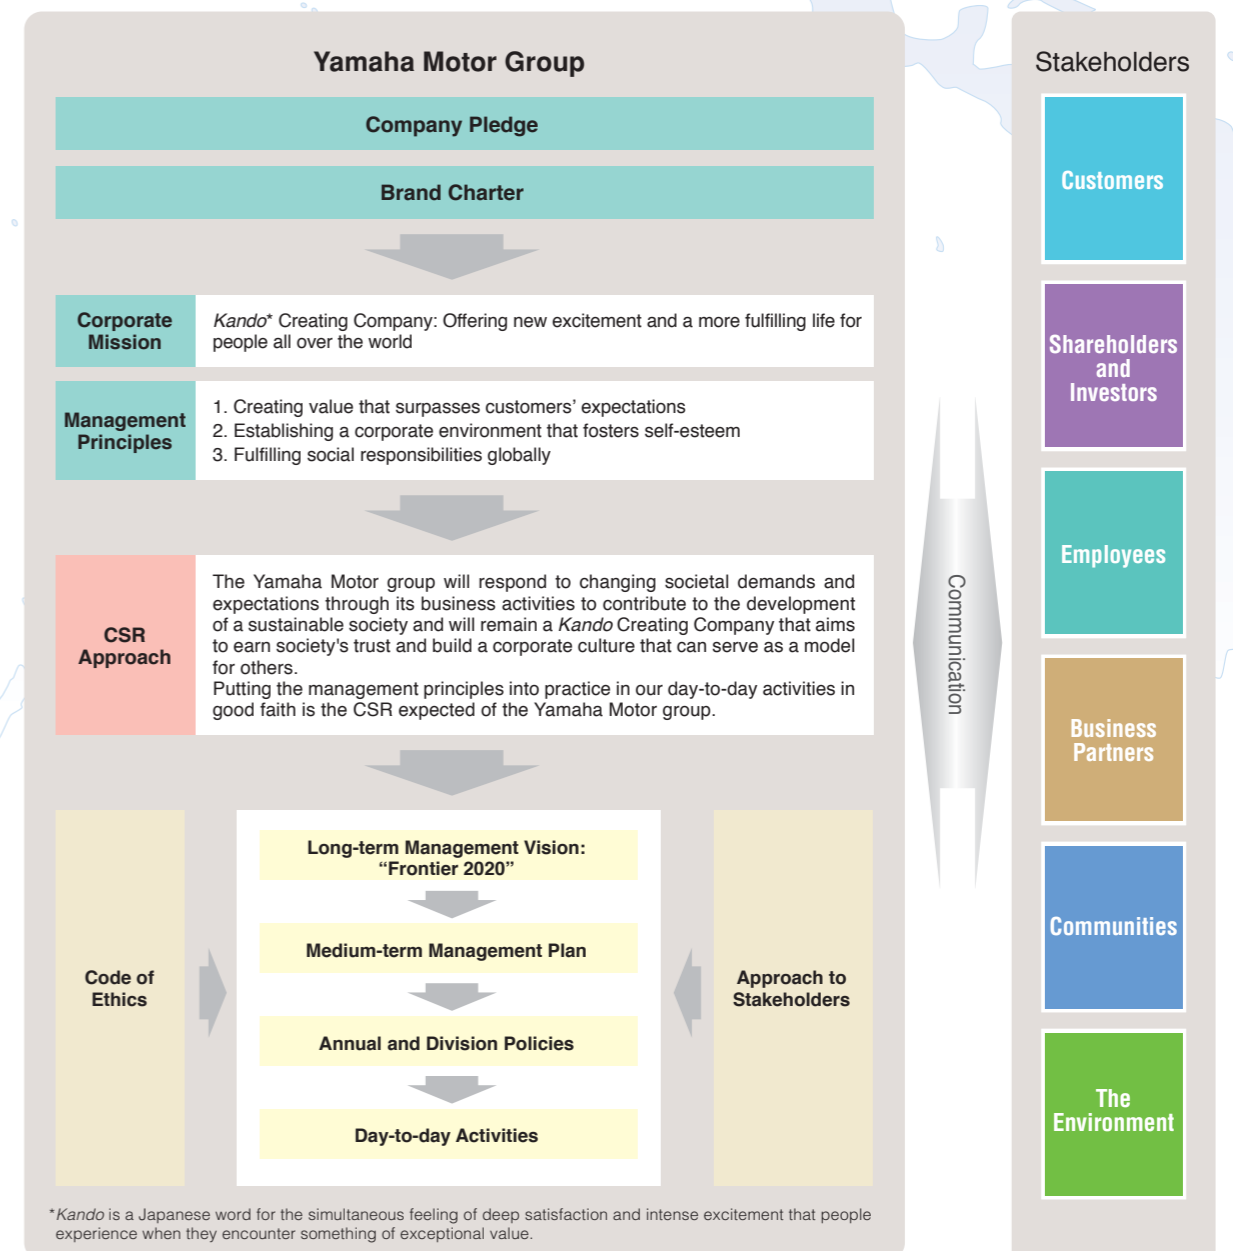 Yamaha Motor Group
Company Pledge
Brand Charter
Corporate
Mission
Kando* Creating Company: Offering new excitement and a more fulfilling life for
people all over the world
Management
Principles
1. Creating value that surpasses customers’ expectations
2. Establishing a corporate environment that fosters self-esteem
3. Fulfilling social responsibilities globally
CSR
Approach
The Yamaha Motor group will respond to changing societal demands and
expectations through its business activities to contribute to the development
of a sustainable society and will remain a Kando Creating Company that aims
to earn society's trust and build a corporate culture that can serve as a model
for others.
Putting the management principles into practice in our day-to-day activities in
good faith is the CSR expected of the Yamaha Motor group.
Code of
Ethics
Long-term Management Vision:
“Frontier 2020”
Medium-term Management Plan
Annual and Division Policies
Day-to-day Activities
Approach to
Stakeholders
*Kando is a Japanese word for the simultaneous feeling of deep satisfaction and intense excitement that people
experience when they encounter something of exceptional value.
Communication
Stakeholders
Customers
Shareholders
and
Investors
Employees
Business
Partners
Communities
The
Environment